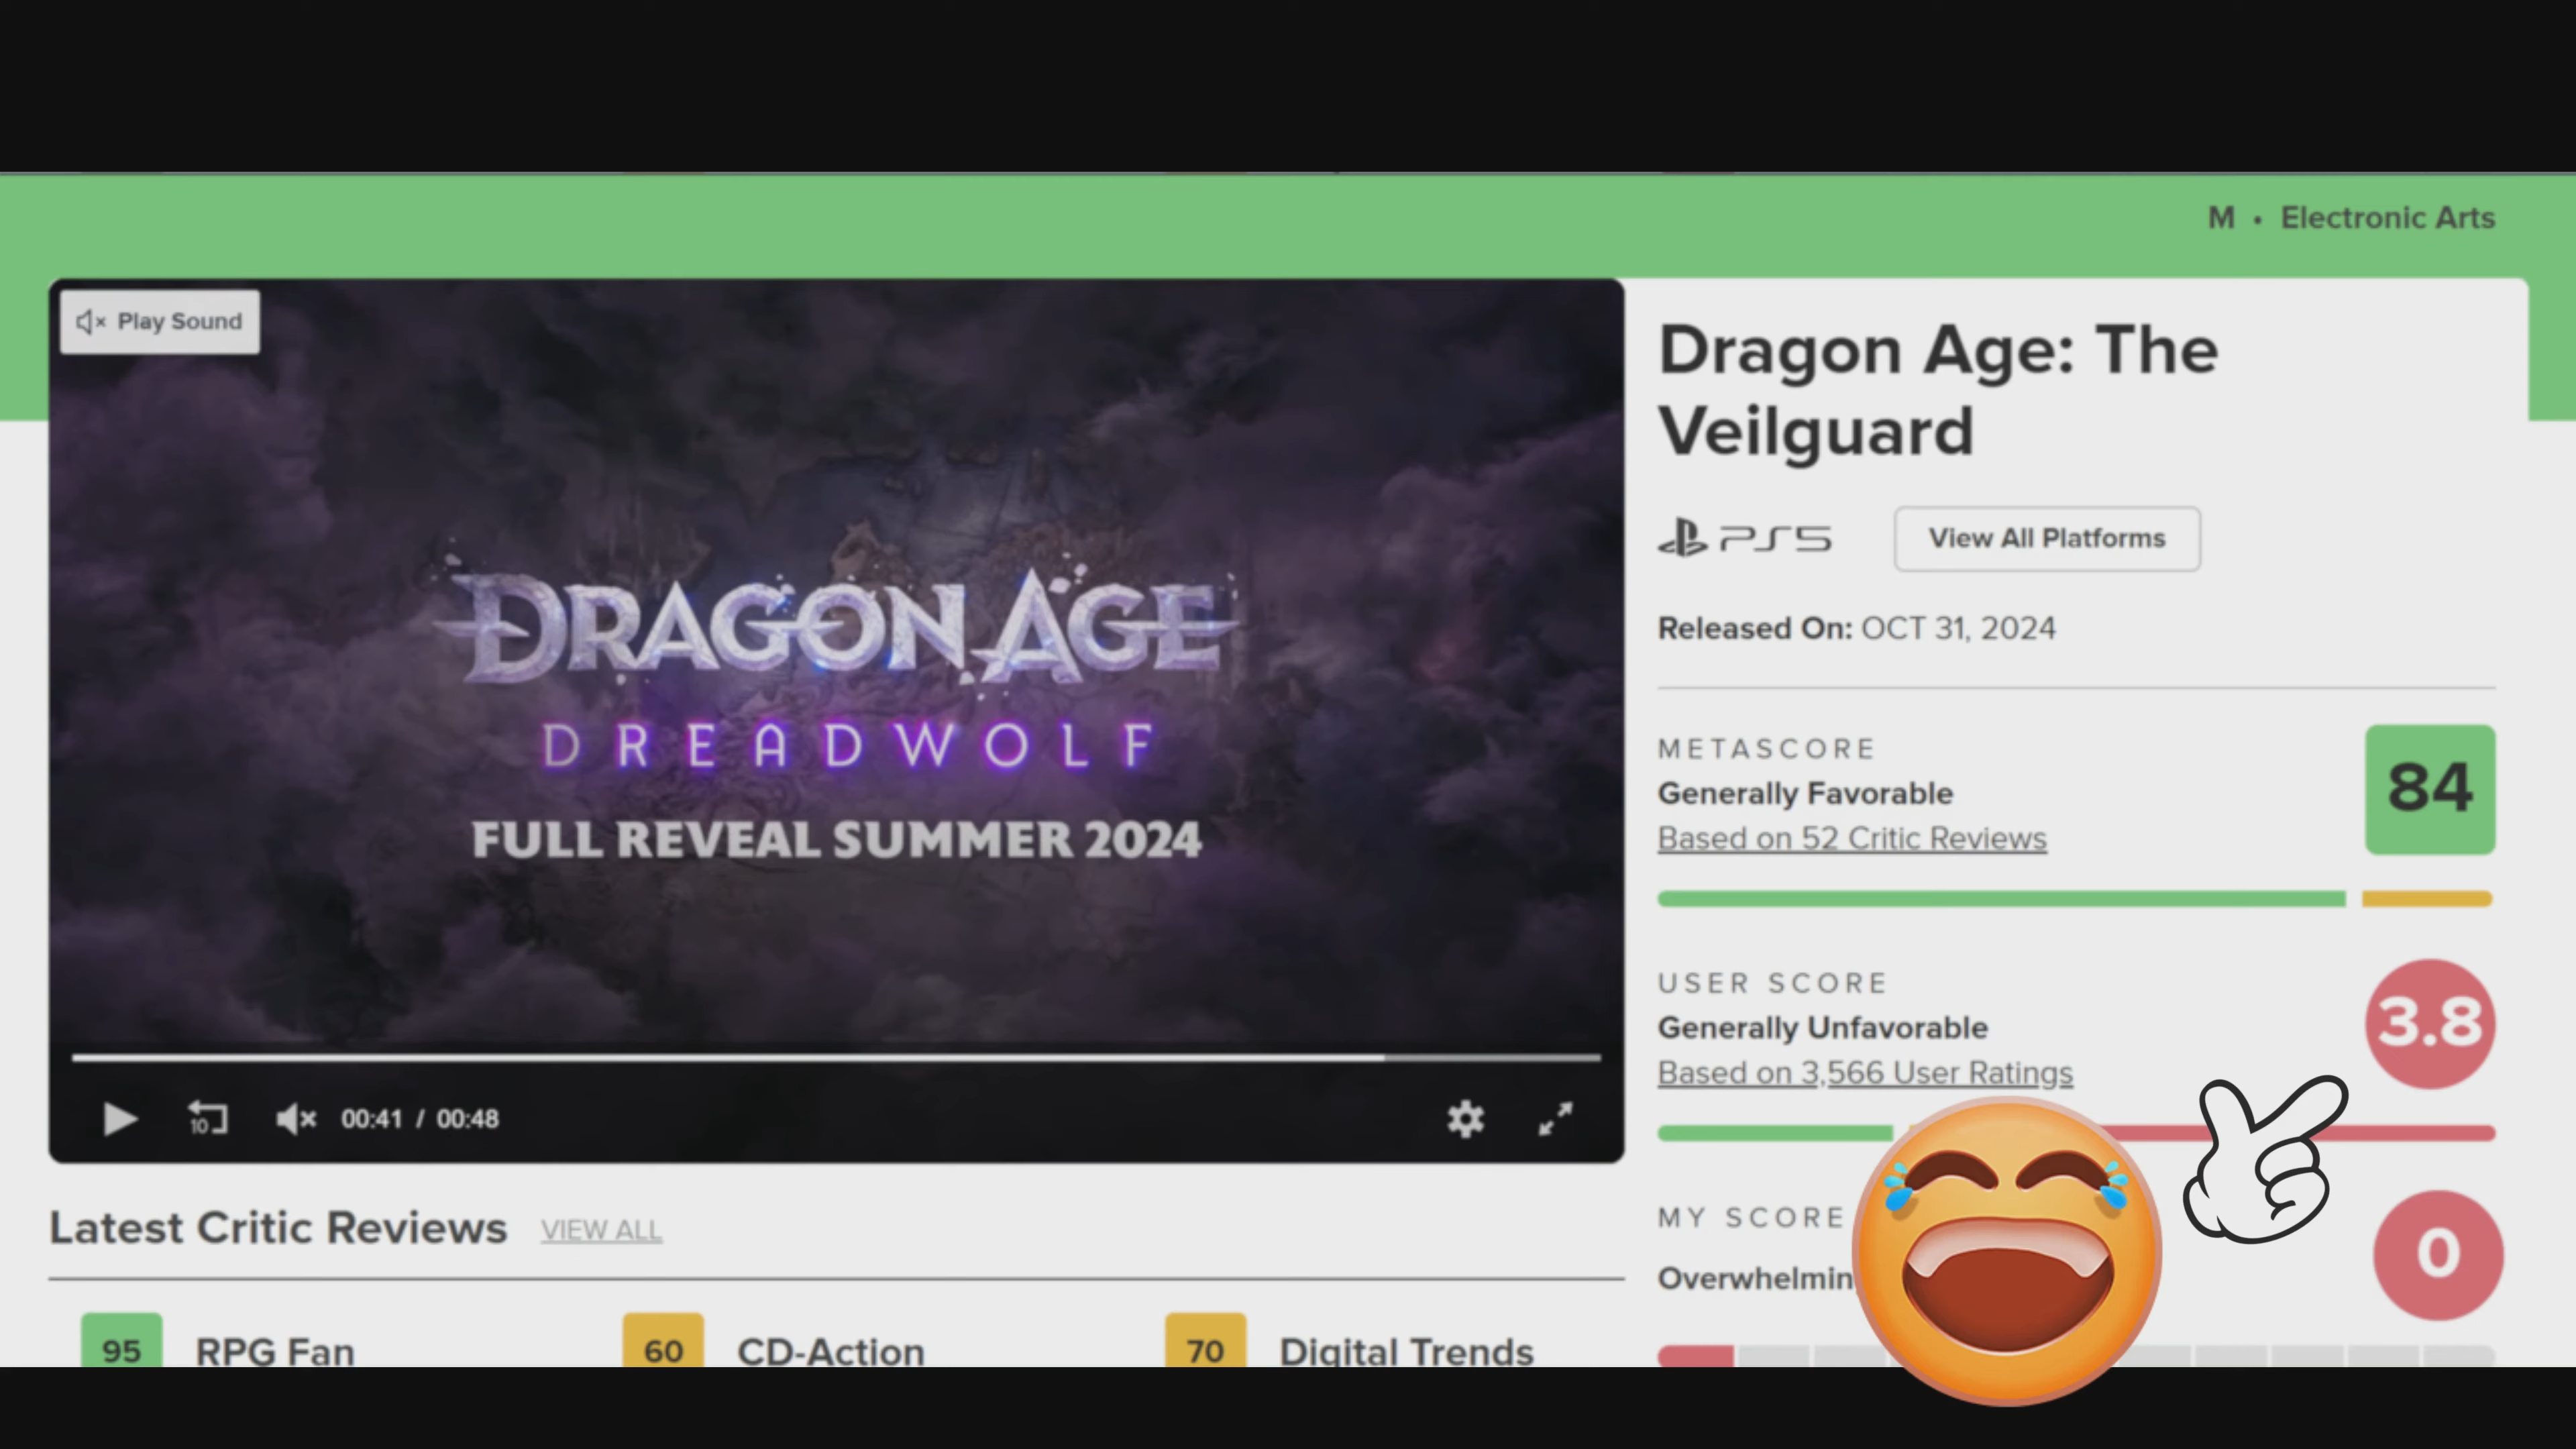 M • Electronic Arts
Play Sound
DRAGON AGE
DREADWOLF
FULL REVEAL SUMMER 2024
10
00:41 / 00:48
Dragon Age: The
Veilguard
PS5
View All Platforms
Released On: OCT 31, 2024
METASCORE
Generally Favorable
Based on 52 Critic Reviews
84
USER SCORE
Generally Unfavorable
Based on 3,566 User Ratings
3.8
MY SCORE
0
Latest Critic Reviews
VIEW ALL
95 RPG Fan
60 CD-Action
70 Digital Trends